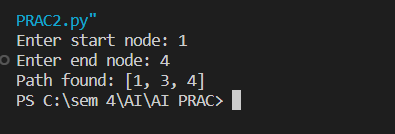 PRAC2.py"
Enter start node: 1
Enter end node: 4
Path found: [1, 3, 4]
PS C:\sem 4\AI\AI PRAC>